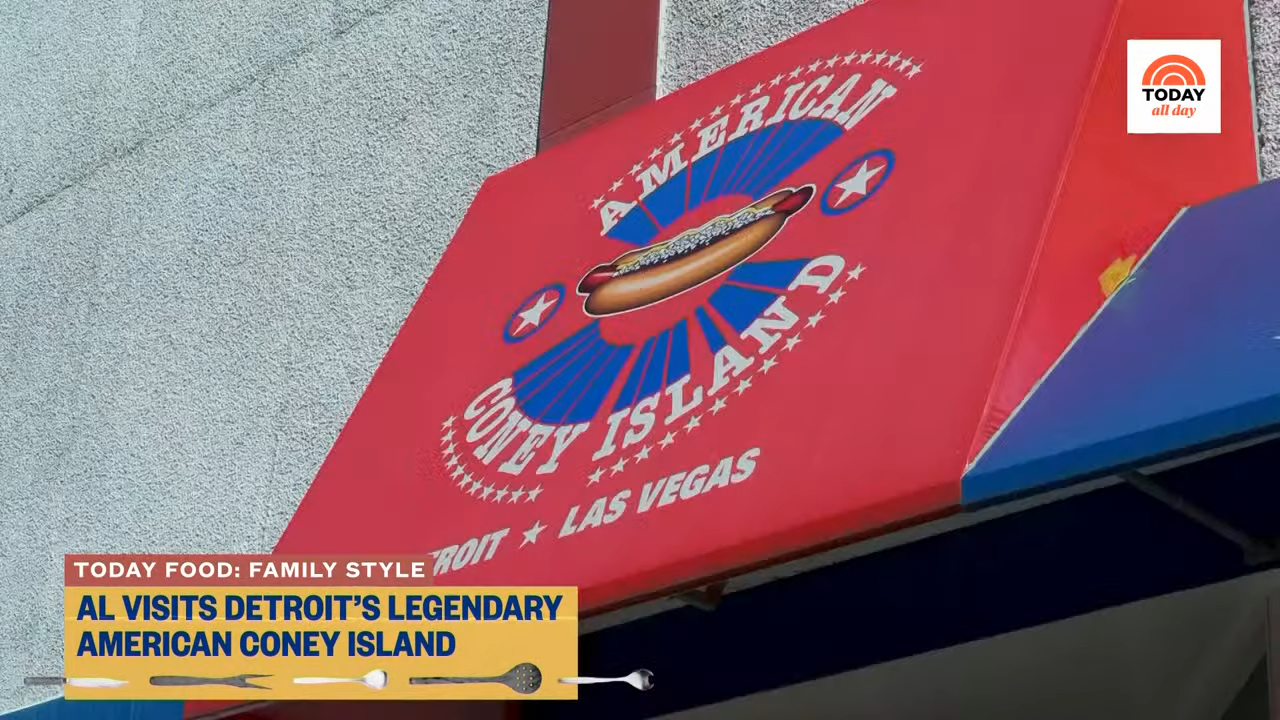 TODAY
all day
AMERICAN
CONEY ISLAND
ROIT ★ LAS VEGAS
TODAY FOOD: FAMILY STYLE
AL VISITS DETROIT'S LEGENDARY
AMERICAN CONEY ISLAND